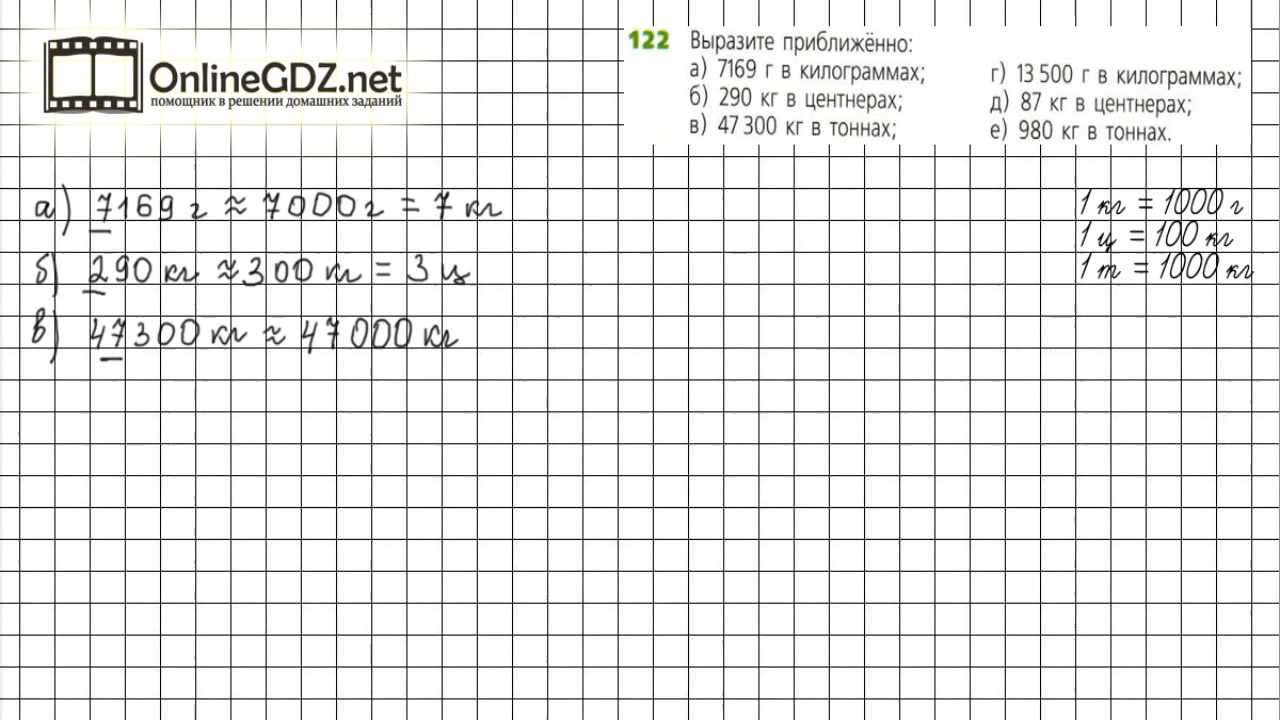 OnlineGDZ.net
помощник в решении домашних заданий
122 Выразите приближённо:
а) 7169 г в килограммах;
б) 290 кг в центнерах;
в) 47 300 кг в тоннах;
г) 13 500 г в килограммах;
д) 87 кг в центнерах;
е) 980 кг в тоннах.
1 кг = 1000 г
1 ц = 100 кг
1 т = 1000 кг
а) 7169 г ≈ 7000 г = 7 кг
б) 290 кг ≈ 300 кг = 3 ц
в) 47300 кг ≈ 47000 кг